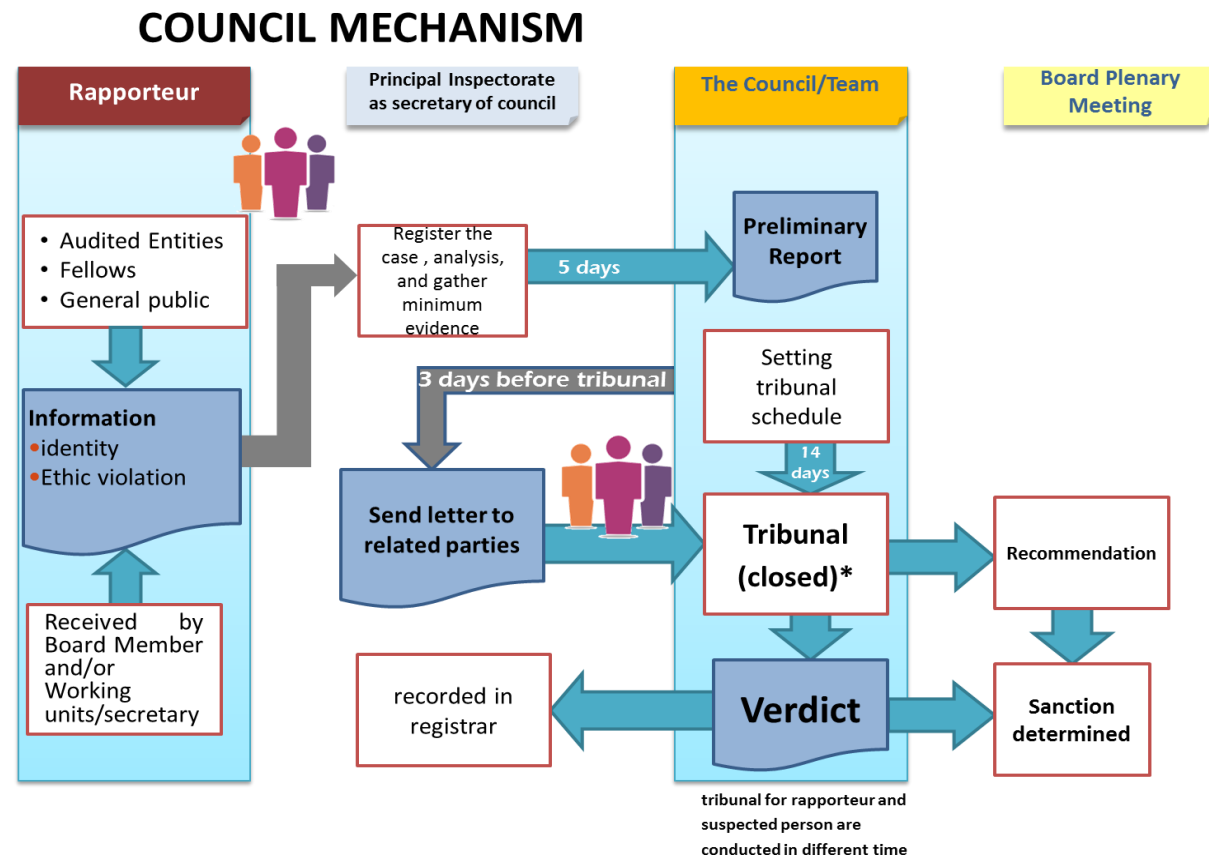 COUNCIL MECHANISM
Rapporteur
Principal Inspectorate
as secretary of council
The Council/Team
Board Plenary
Meeting
• Audited Entities
• Fellows
• General public
Information
•identity
•Ethic violation
Received by
Board Member
and/or
Working
units/secretary
Register the
case , analysis,
and gather
minimum
evidence
5 days
Preliminary
Report
3 days before tribunal
Setting
tribunal
schedule
14
days
Send letter to
related parties
Tribunal
(closed)*
Recommendation
recorded in
registrar
Verdict
Sanction
determined
tribunal for rapporteur and
suspected person are
conducted in different time